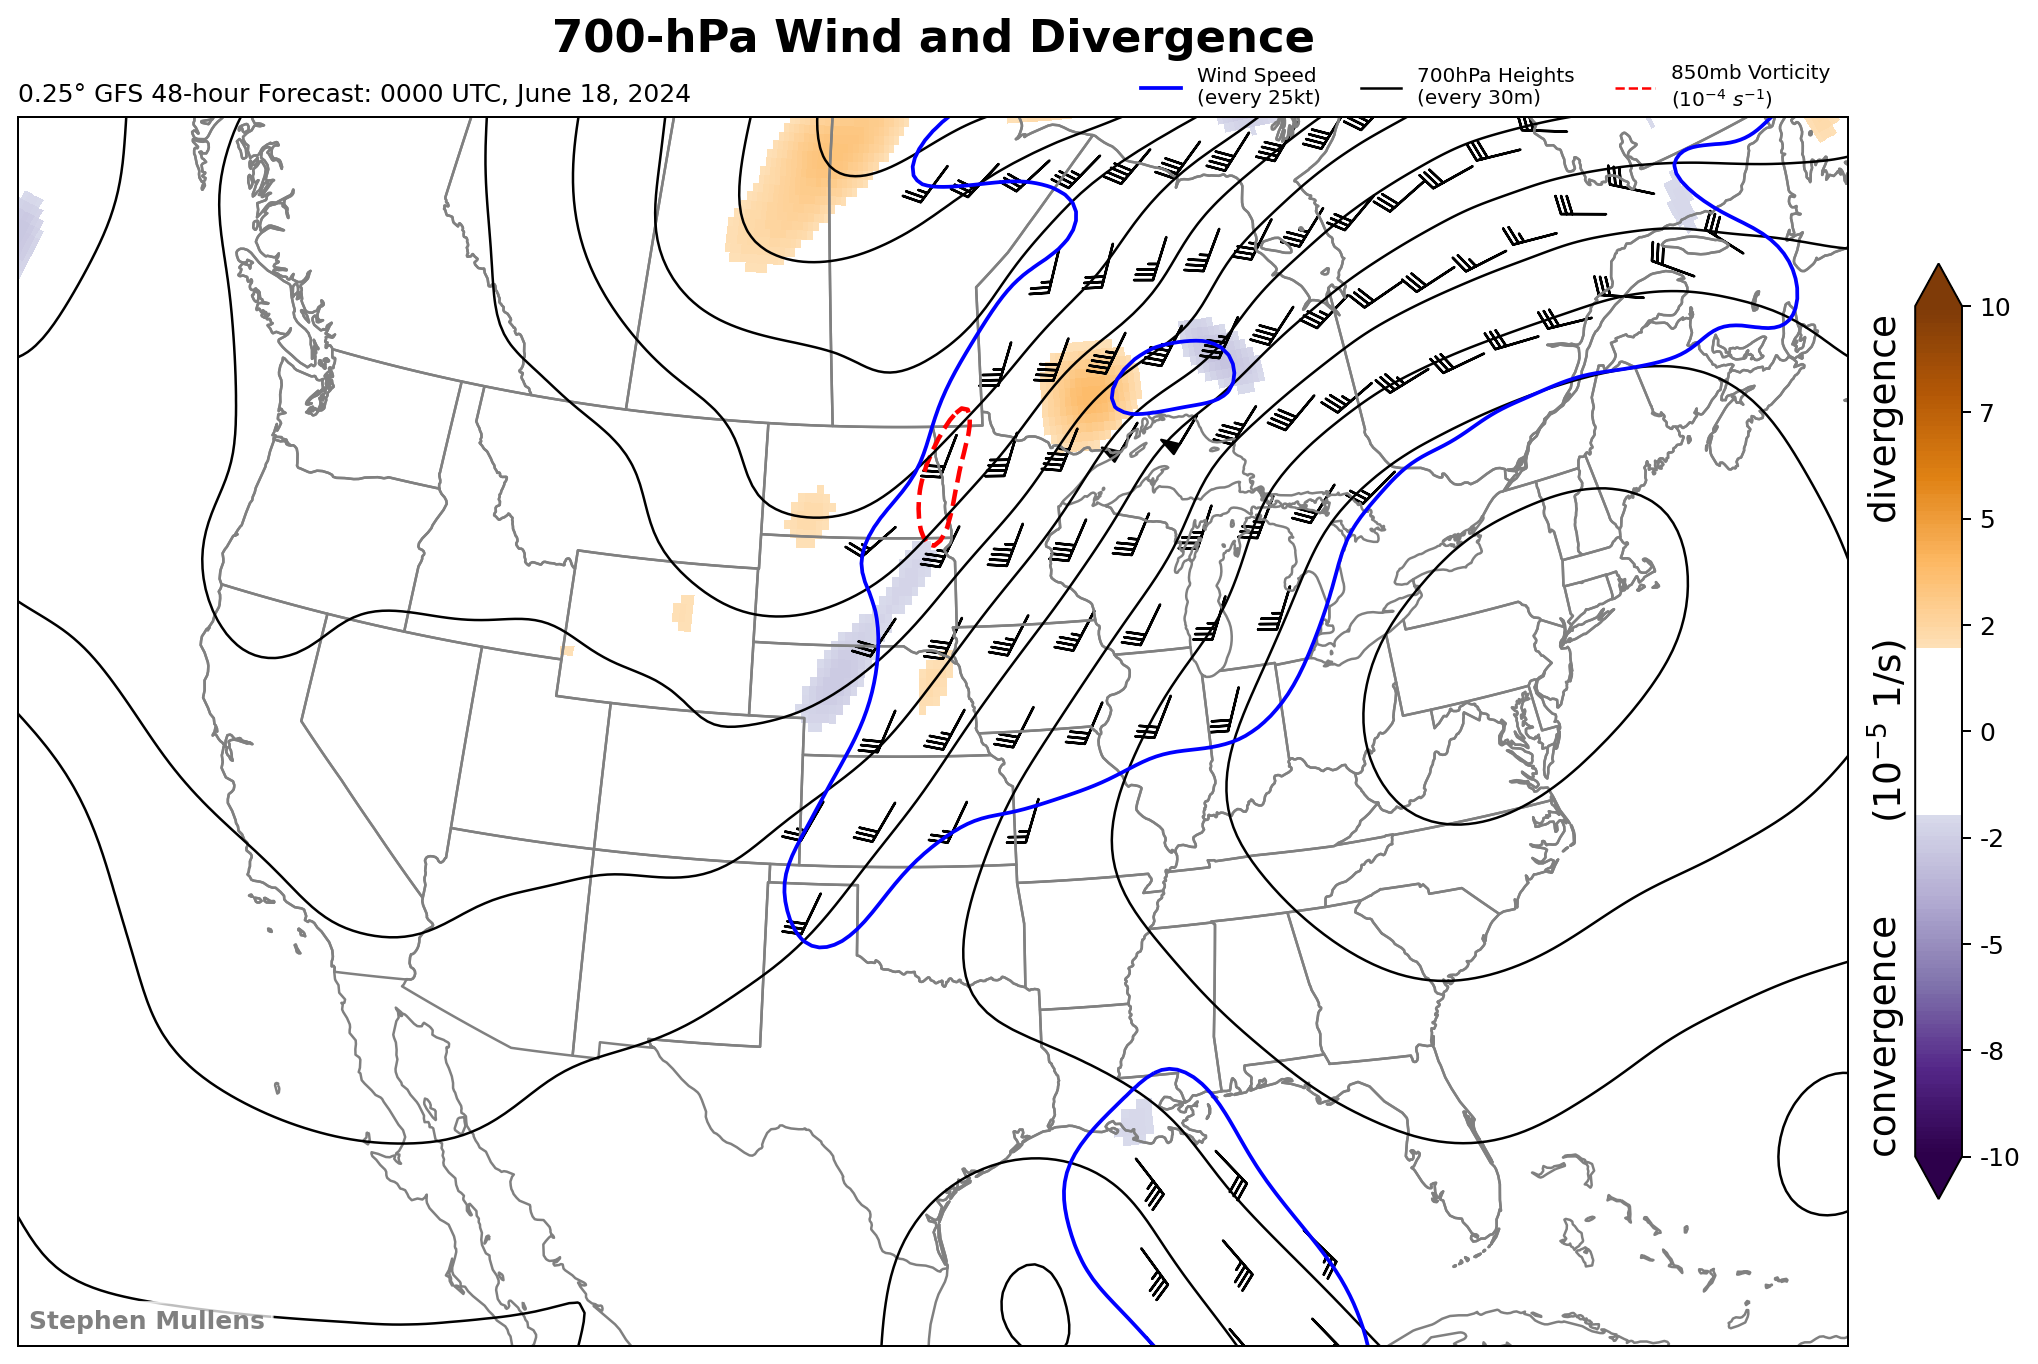 700-hPa Wind and Divergence
0.25° GFS 48-hour Forecast: 0000 UTC, June 18, 2024
Wind Speed
(every 25kt)
700hPa Heights
(every 30m)
850mb Vorticity
(10⁻⁴ s⁻¹)
10
7
5
2
0
-2
-5
-8
-10
convergence (10⁻⁵ 1/s) divergence
Stephen Mullens